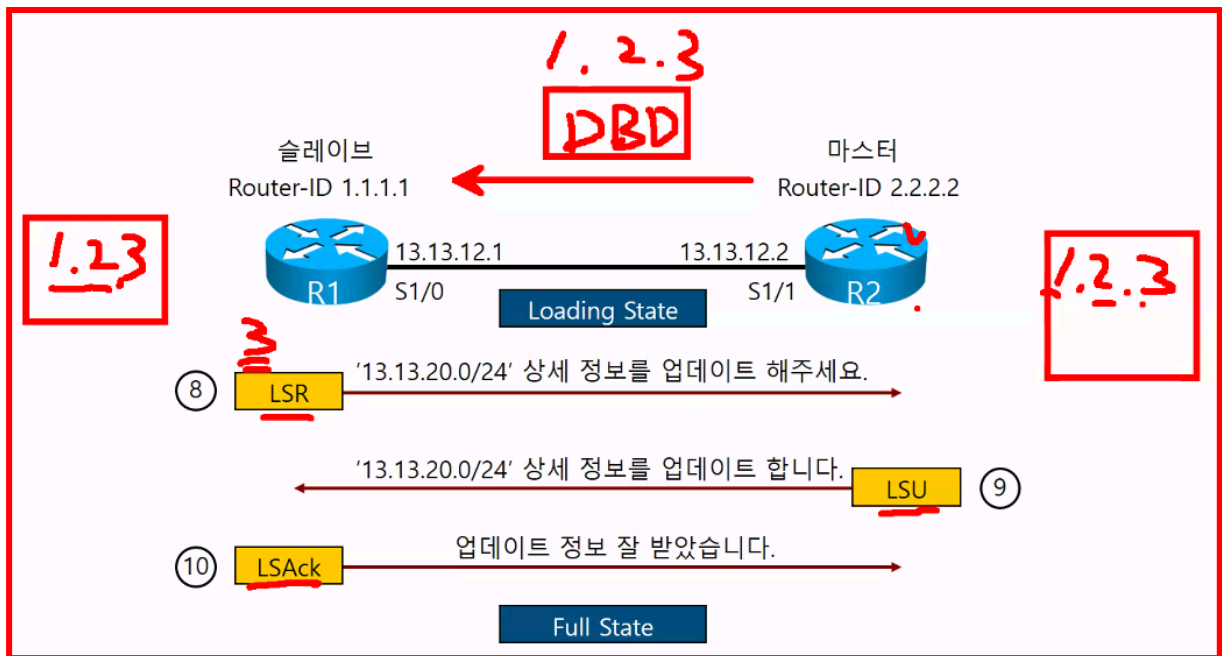 1.2.3
DBD
슬레이브
마스터
Router-ID 1.1.1.1
Router-ID 2.2.2.2
1.2,3
13.13.12.1
13.13.12.2
1.2.3
R1
S1/0
S1/1
R2
Loading State
3
⑧
LSR
'13.13.20.0/24' 상세 정보를 업데이트 해주세요.
'13.13.20.0/24' 상세 정보를 업데이트 합니다.
LSU
⑨
⑩
LSAck
업데이트 정보 잘 받았습니다.
Full State